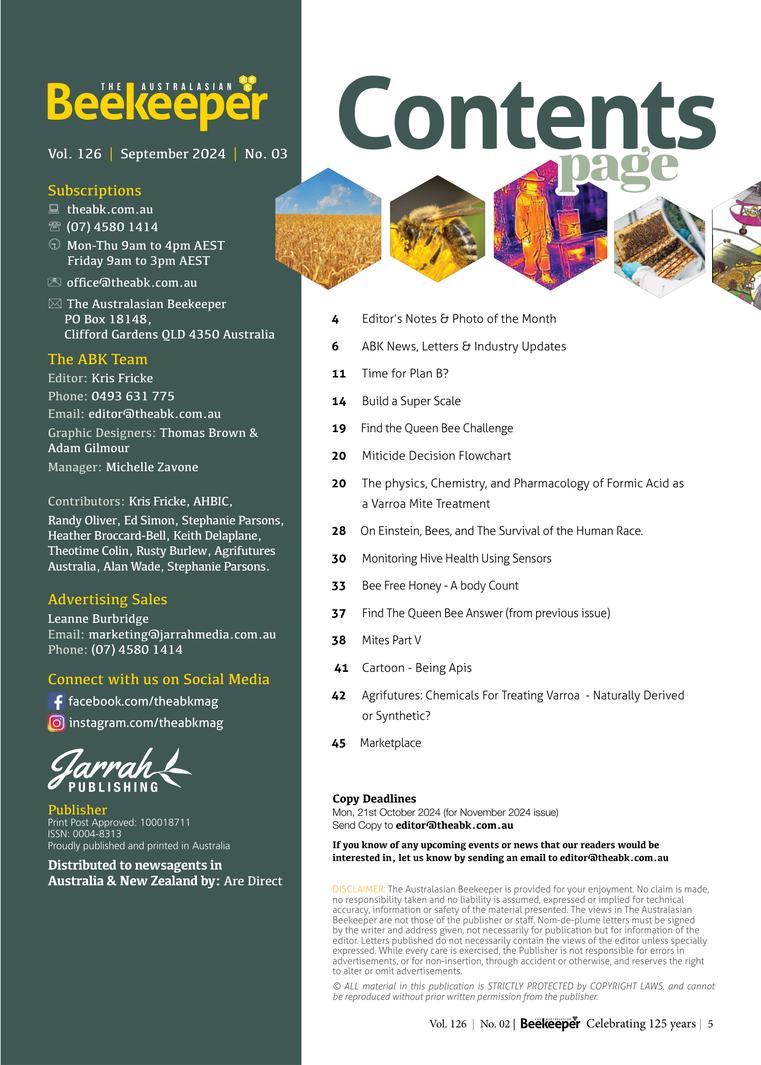 THE AUSTRALASIAN
Beekeeper
Vol. 126 | September 2024 | No. 03
Subscriptions
theabk.com.au
(07) 4580 1414
Mon-Thu 9am to 4pm AEST
Friday 9am to 3pm AEST
office@theabk.com.au
The Australasian Beekeeper
PO Box 18148,
Clifford Gardens QLD 4350 Australia
The ABK Team
Editor: Kris Fricke
Phone: 0493 631 775
Email: editor@theabk.com.au
Graphic Designers: Thomas Brown &
Adam Gilmour
Manager: Michelle Zavone
Contributors: Kris Fricke, AHBIC,
Randy Oliver, Ed Simon, Stephanie Parsons,
Heather Broccard-Bell, Keith Delaplane,
Theotime Colin, Rusty Burlew, Agrifutures
Australia, Alan Wade, Stephanie Parsons.
Advertising Sales
Leanne Burbridge
Email: marketing@jarrahmedia.com.au
Phone: (07) 4580 1414
Connect with us on Social Media
facebook.com/theabkmag
instagram.com/theabkmag
Jarrah
PUBLISHING
Publisher
Print Post Approved: 100018711
ISSN: 0004-8313
Proudly published and printed in Australia
Distributed to newsagents in
Australia & New Zealand by: Are Direct
Contents
page
4 Editor's Notes & Photo of the Month
6 ABK News, Letters & Industry Updates
11 Time for Plan B?
14 Build a Super Scale
19 Find the Queen Bee Challenge
20 Miticide Decision Flowchart
20 The physics, Chemistry, and Pharmacology of Formic Acid as
a Varroa Mite Treatment
28 On Einstein, Bees, and The Survival of the Human Race.
30 Monitoring Hive Health Using Sensors
33 Bee Free Honey - A body Count
37 Find The Queen Bee Answer (from previous issue)
38 Mites Part V
41 Cartoon - Being Apis
42 Agrifutures: Chemicals For Treating Varroa - Naturally Derived
or Synthetic?
45 Marketplace
Copy Deadlines
Mon, 21st October 2024 (for November 2024 issue)
Send Copy to editor@theabk.com.au
If you know of any upcoming events or news that our readers would be
interested in, let us know by sending an email to editor@theabk.com.au
DISCLAIMER: The Australasian Beekeeper is provided for your enjoyment. No claim is made,
no responsibility taken and no liability is assumed, expressed or implied for technical
accuracy, information or safety of the material presented. The views in The Australasian
Beekeeper are not those of the publisher or staff. Nom-de-plume letters must be signed
by the writer and address given, not necessarily for publication but for information of the
editor. Letters published do not necessarily contain the views of the editor unless specially
expressed. While every care is exercised, the Publisher is not responsible for errors in
advertisements, or for non-insertion, through accident or otherwise, and reserves the right
to alter or omit advertisements.
© ALL material in this publication is STRICTLY PROTECTED by COPYRIGHT LAWS, and cannot
be reproduced without prior written permission from the publisher.
Vol. 126 | No. 02 | Beekeeper Celebrating 125 years | 5